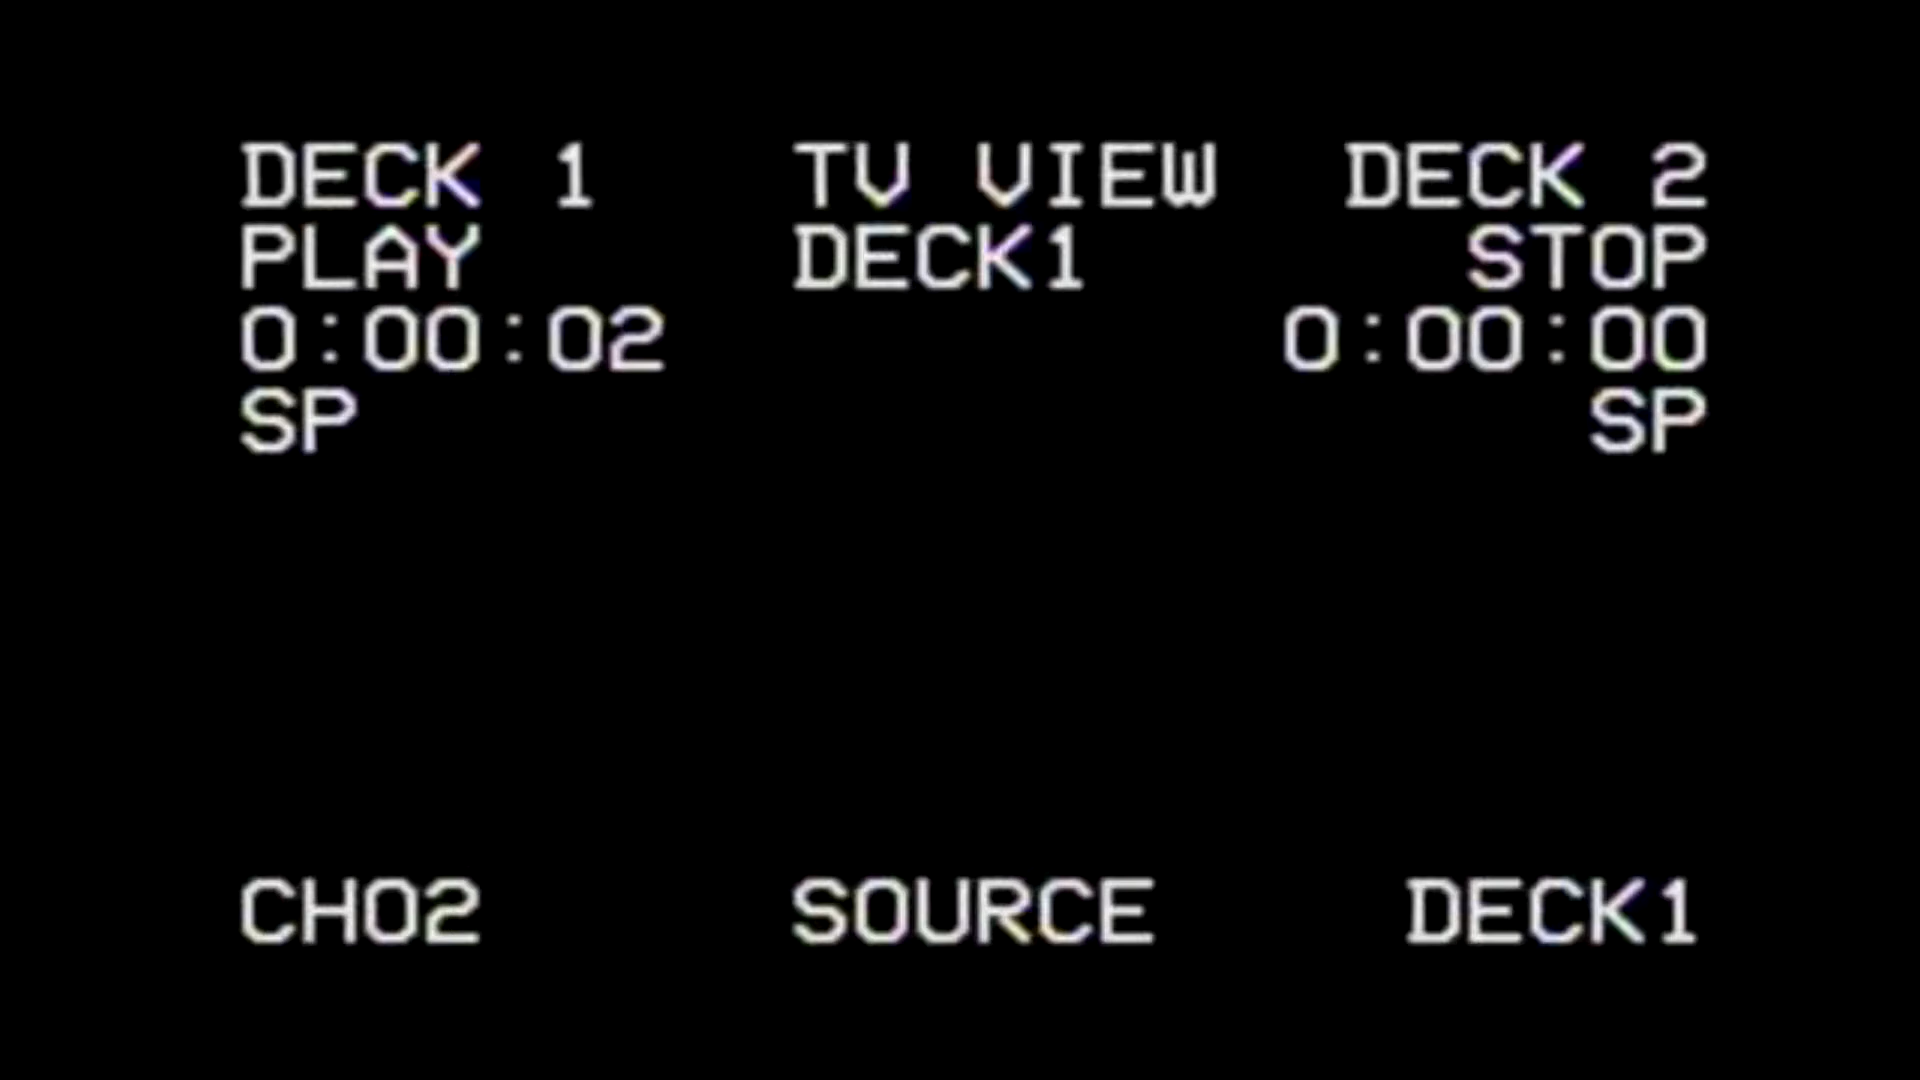 DECK 1 TV VIEW DECK 2
PLAY DECK1 STOP
0:00:02 0:00:00
SP SP
CH02 SOURCE DECK1